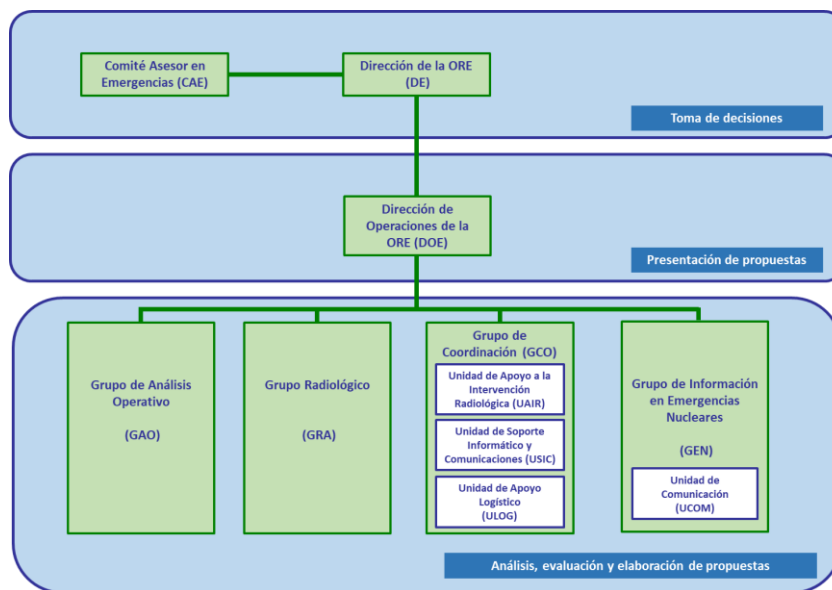 Comité Asesor en
Emergencias (CAE)
Dirección de la ORE
(DE)
Toma de decisiones
Dirección de
Operaciones de la
ORE (DOE)
Presentación de propuestas
Grupo de Análisis
Operativo
(GAO)
Grupo Radiológico
(GRA)
Grupo de
Coordinación (GCO)
Unidad de Apoyo a la
Intervención
Radiológica (UAIR)
Unidad de Soporte
Informático y
Comunicaciones (USIC)
Unidad de Apoyo
Logístico
(ULOG)
Grupo de Información
en Emergencias
Nucleares
(GEN)
Unidad de
Comunicación
(UCOM)
Análisis, evaluación y elaboración de propuestas